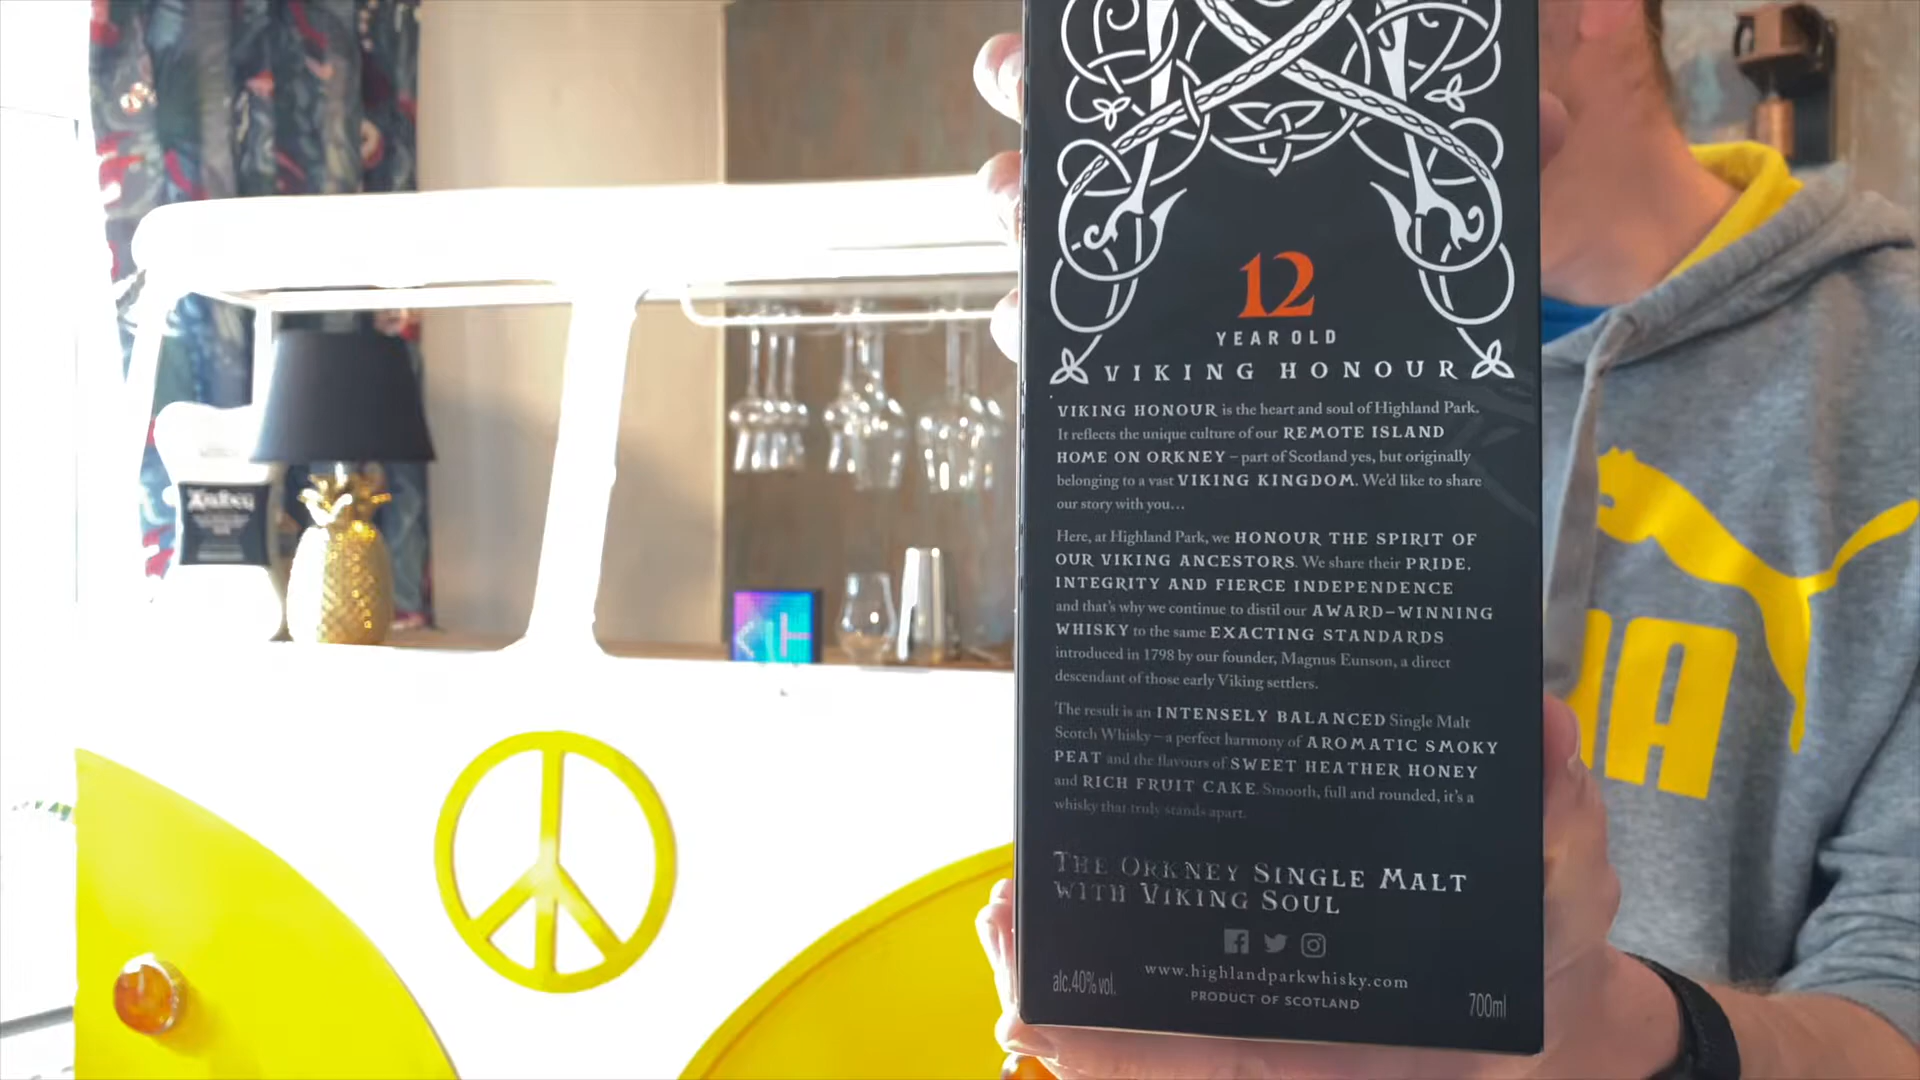 12
YEAR OLD
VIKING HONOUR
VIKING HONOUR is the heart and soul of Highland Park.
It reflects the unique culture of our REMOTE ISLAND
HOME ON ORKNEY – part of Scotland yes, but originally
belonging to a vast VIKING KINGDOM. We'd like to share
our story with you...
Here, at Highland Park, we HONOUR THE SPIRIT OF
OUR VIKING ANCESTORS. We share their PRIDE,
INTEGRITY AND FIERCE INDEPENDENCE
and that's why we continue to distil our AWARD-WINNING
WHISKY to the same EXACTING STANDARDS
introduced in 1798 by our founder, Magnus Eunson, a direct
descendant of those early Viking settlers.
The result is an INTENSELY BALANCED Single Malt
Scotch Whisky – a perfect harmony of AROMATIC SMOKY
PEAT and the flavours of SWEET HEATHER HONEY
and RICH FRUIT CAKE. Smooth, full and rounded, it's a
whisky that truly stands apart.
THE ORKNEY SINGLE MALT
WITH VIKING SOUL
www.highlandparkwhisky.com
alc.40% vol.
PRODUCT OF SCOTLAND
700ml
Ardbeg